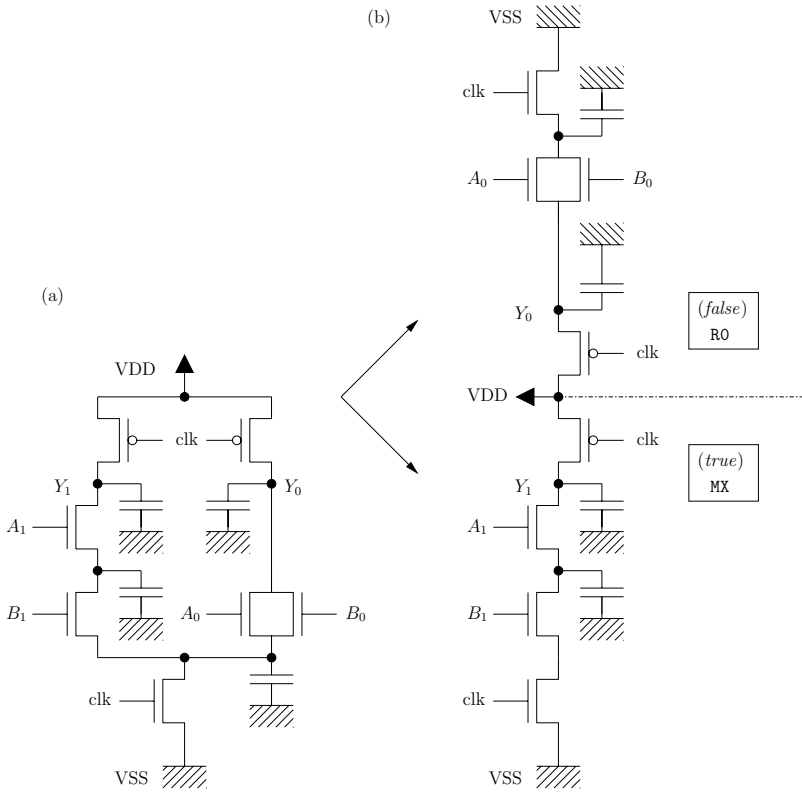 (b)
VSS
clk
A₀
B₀
Y₀
(false)
R0
clk
VDD
clk
(true)
MX
Y₁
A₁
B₁
clk
VSS
(a)
VDD
clk
Y₁
Y₀
A₁
B₁
A₀
B₀
clk
VSS